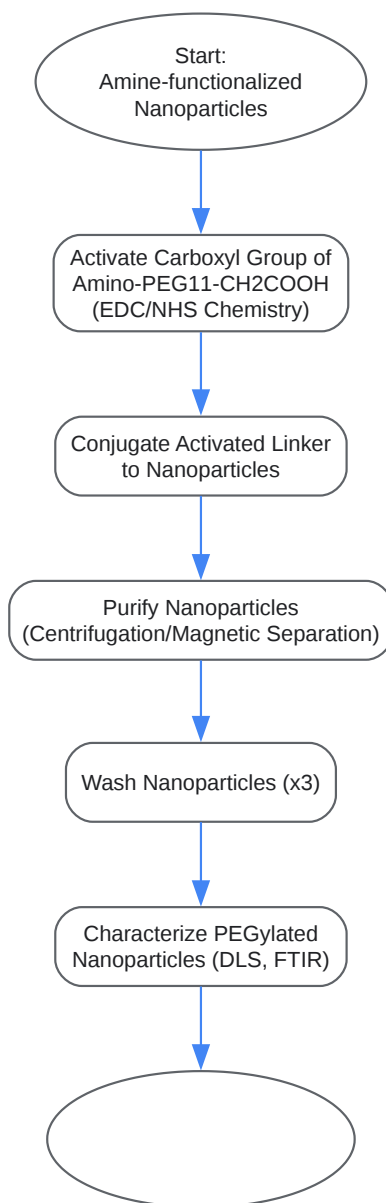 Start:
Amine-functionalized
Nanoparticles
Activate Carboxyl Group of
Amino-PEG11-CH2COOH
(EDC/NHS Chemistry)
Conjugate Activated Linker
to Nanoparticles
Purify Nanoparticles
(Centrifugation/Magnetic Separation)
Wash Nanoparticles (x3)
Characterize PEGylated
Nanoparticles (DLS, FTIR)